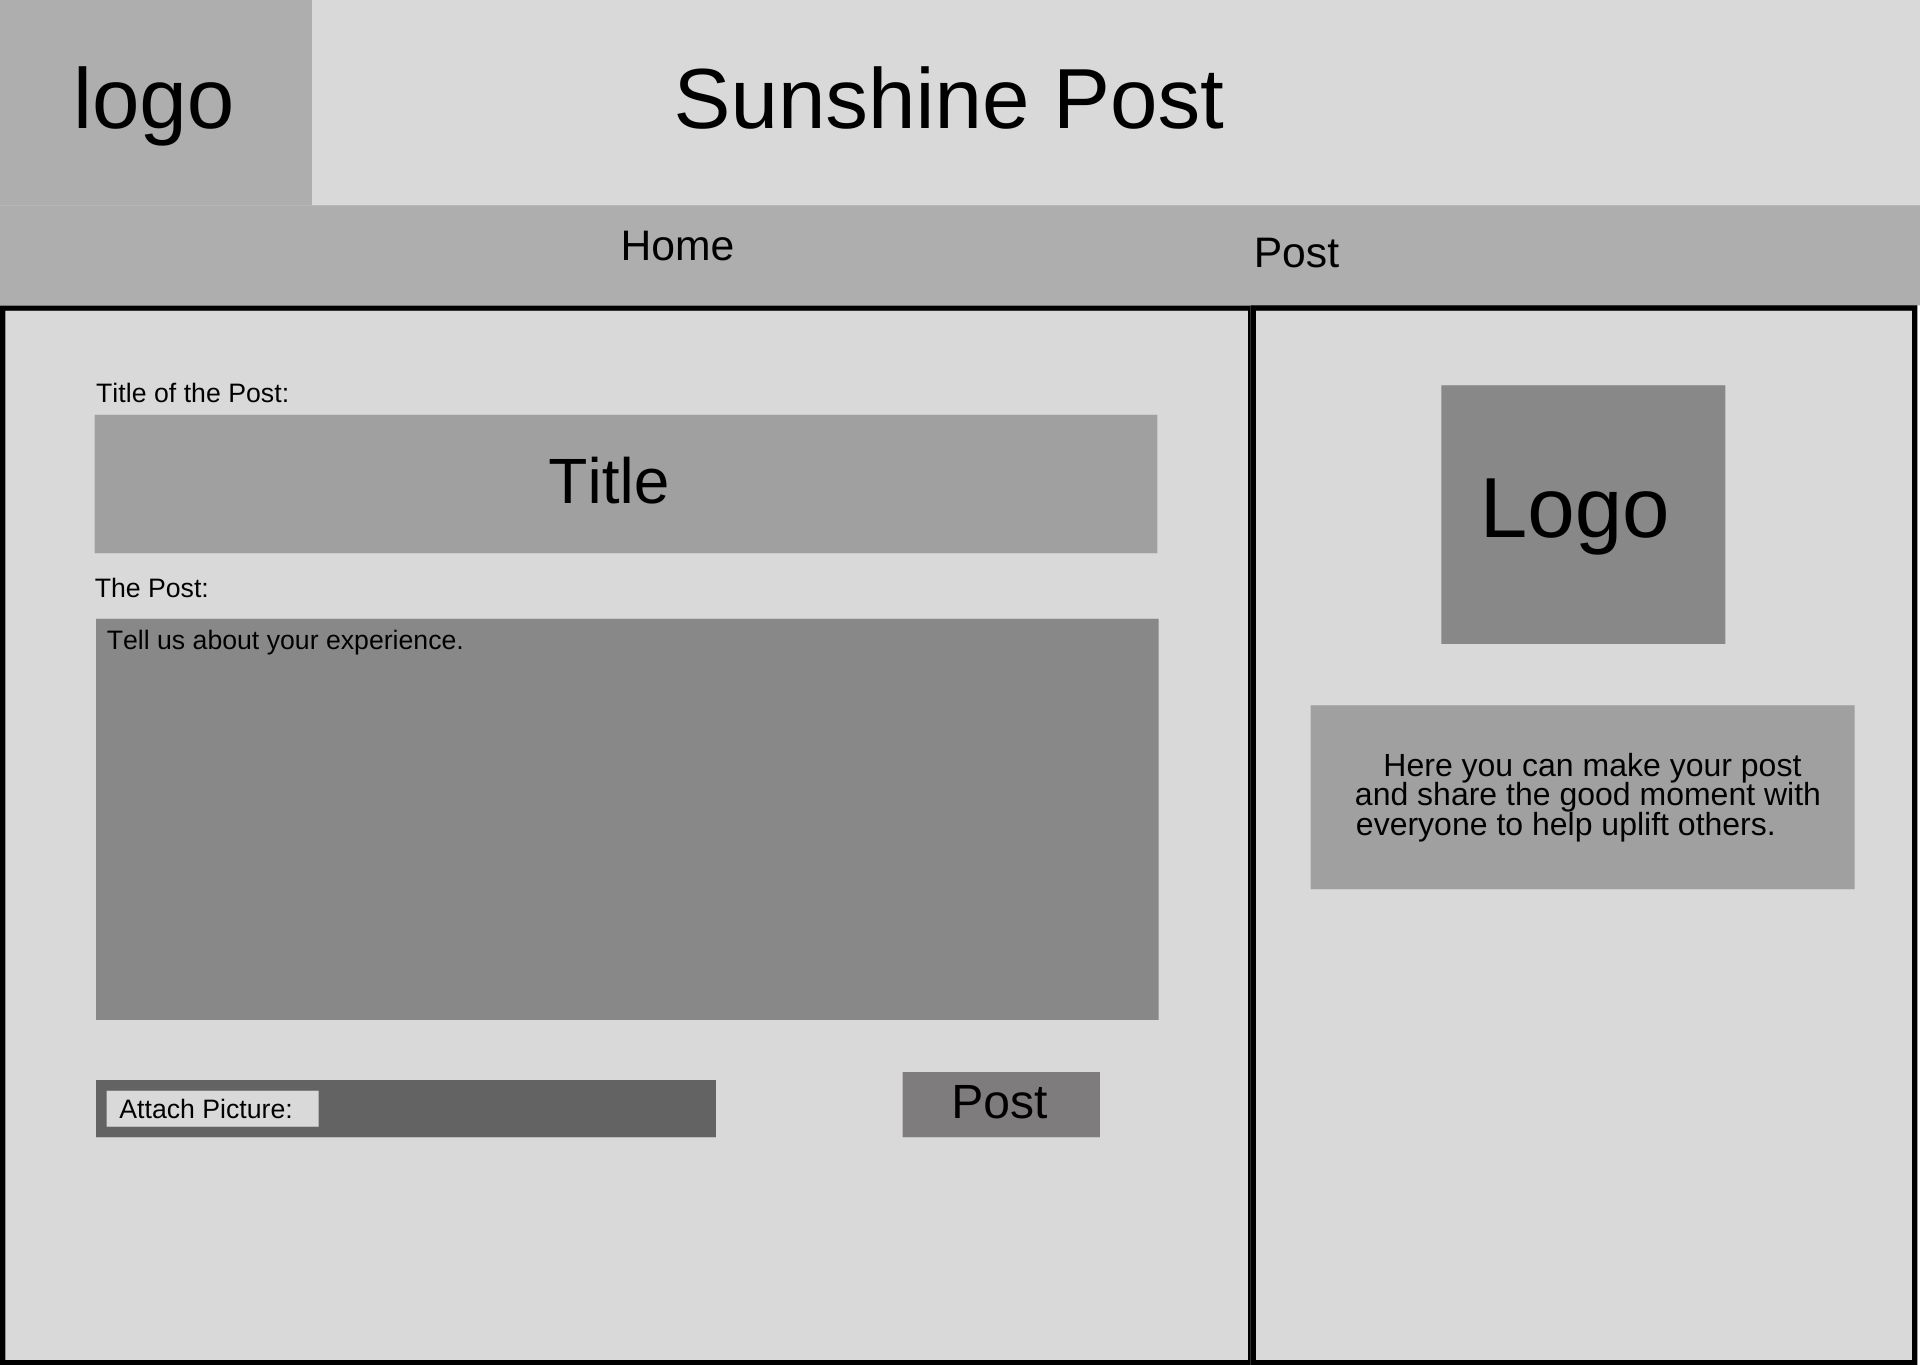 logo
Sunshine Post
Home
Post
Title of the Post:
Title
The Post:
Tell us about your experience.
Attach Picture:
Post
Logo
Here you can make your post
and share the good moment with
everyone to help uplift others.